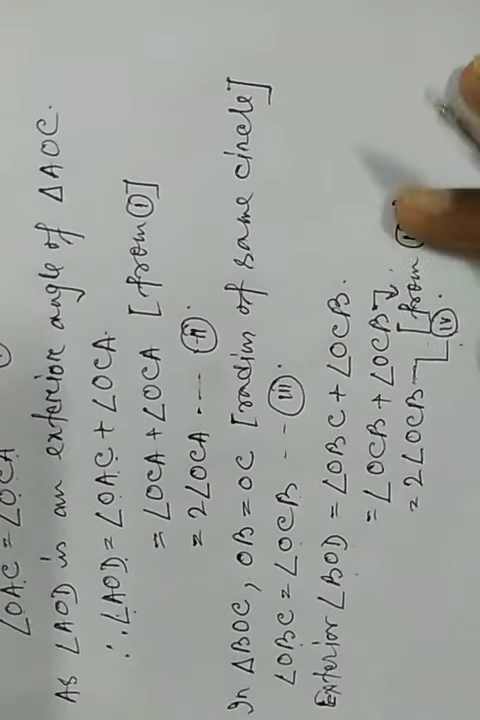 ∠OAC = ∠OCA
As ∠AOD is an exterior angle of ΔAOC.
∴ ∠AOD = ∠OAC + ∠OCA.
= ∠OCA + ∠OCA [from (I)]
= 2∠OCA. --- (II)
In ΔBOC, OB = OC [radius of same circle]
∠OBC = ∠OCB --- (III).
Exterior ∠BOD = ∠OBC + ∠OCB.
= ∠OCB + ∠OCB [from
= 2∠OCB (IV).